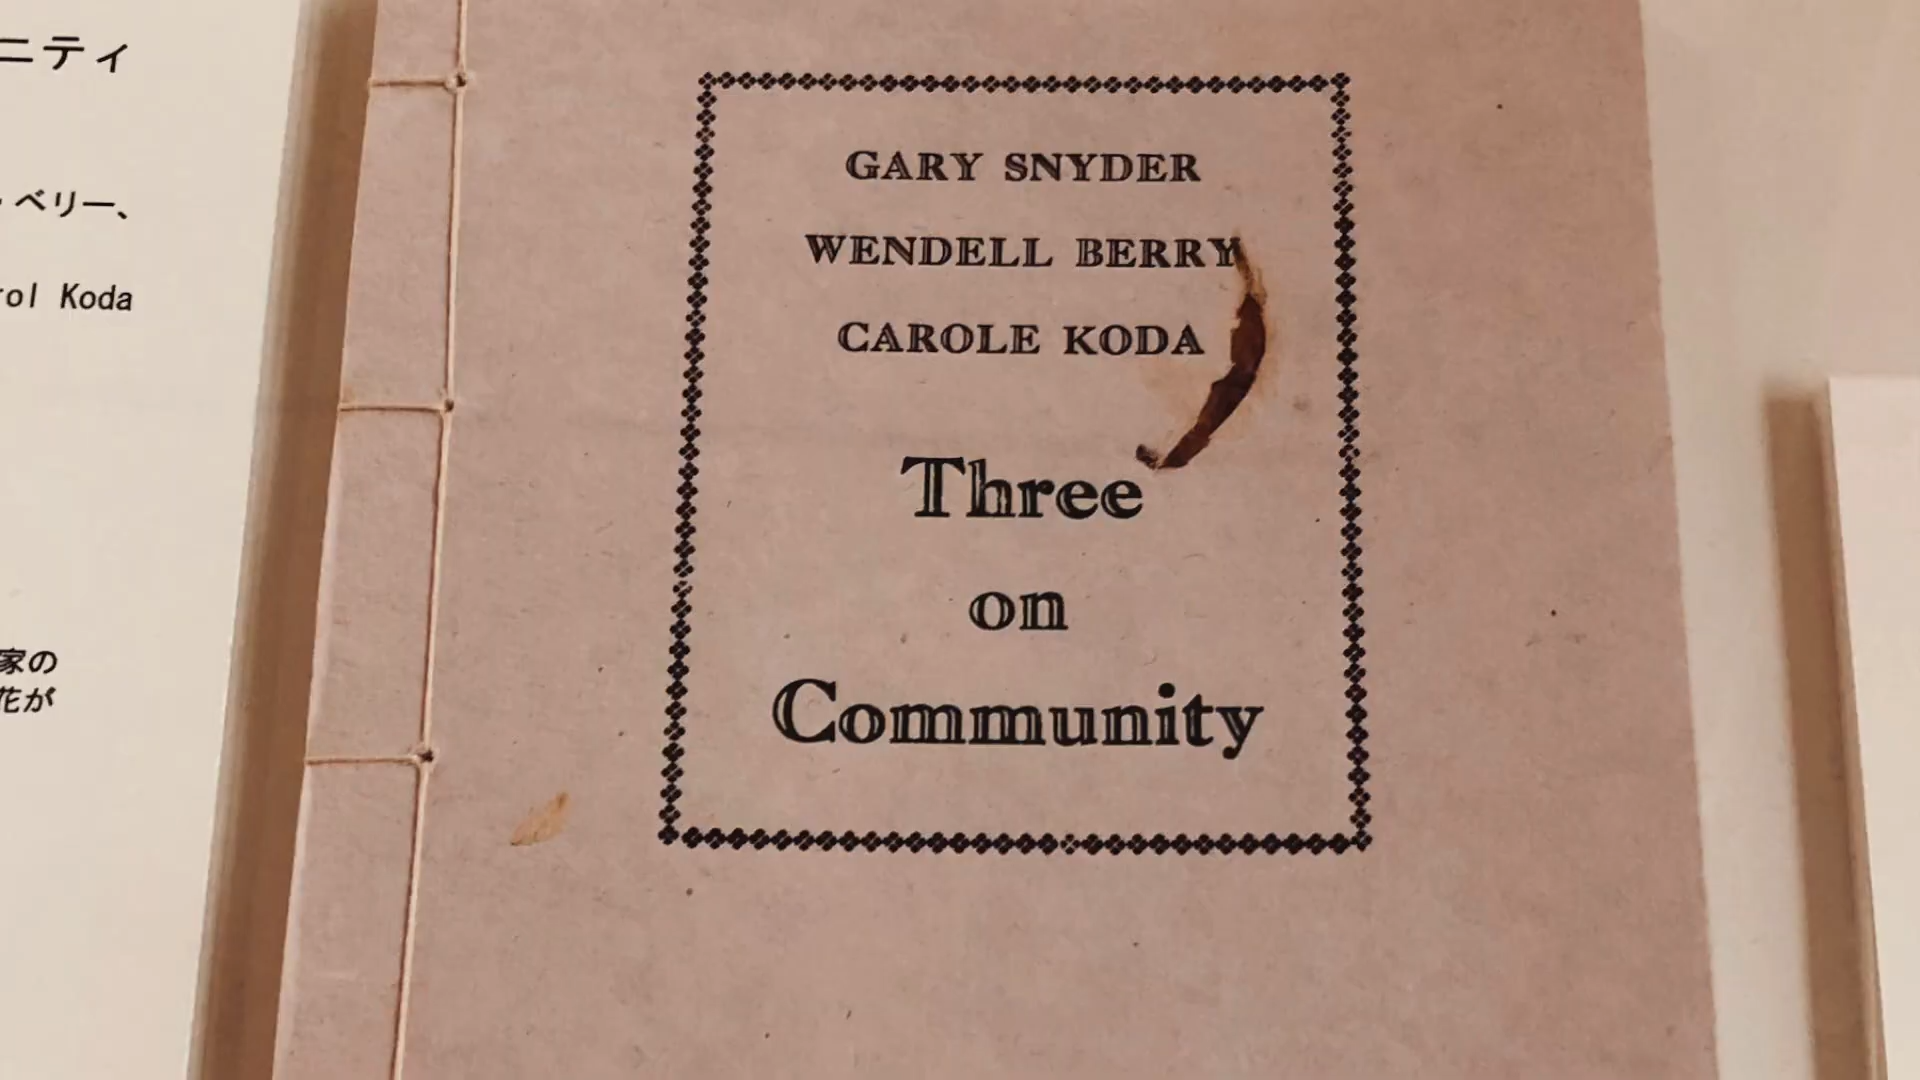 ニティ
ベリー、
rol Koda
家の
花が
GARY SNYDER
WENDELL BERRY
CAROLE KODA
Three
on
Community